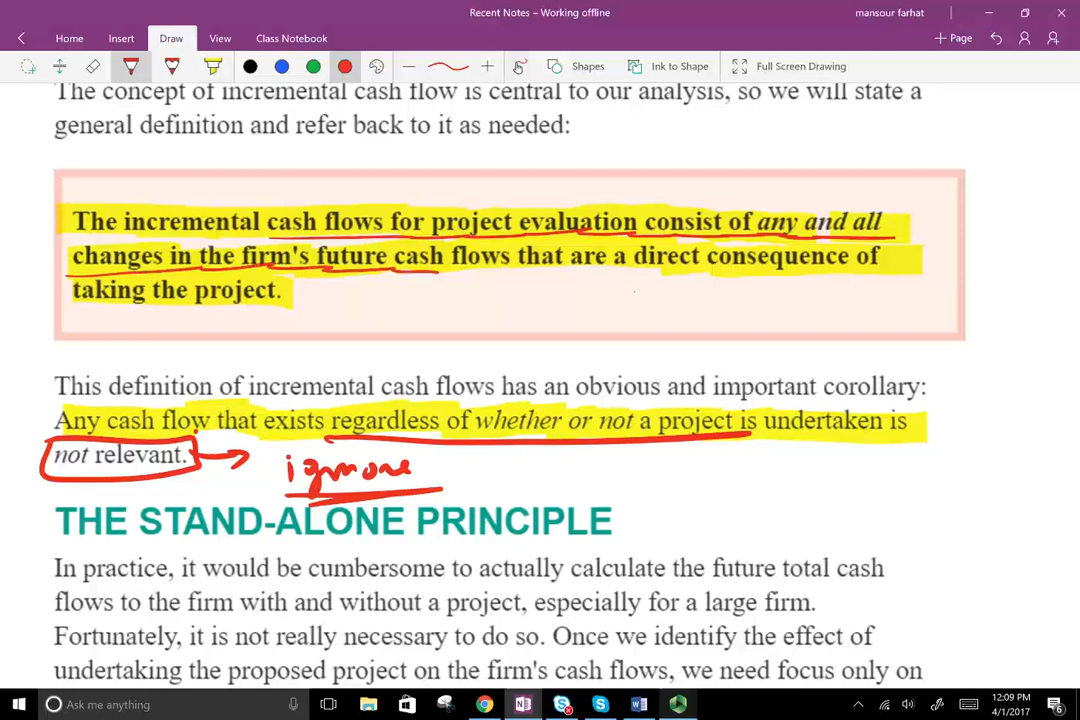 Recent Notes – Working offline
mansour farhat
Home Insert Draw View Class Notebook
Page
Shapes Ink to Shape Full Screen Drawing
The concept of incremental cash flow is central to our analysis, so we will state a
general definition and refer back to it as needed:
The incremental cash flows for project evaluation consist of any and all
changes in the firm's future cash flows that are a direct consequence of
taking the project.
This definition of incremental cash flows has an obvious and important corollary:
Any cash flow that exists regardless of whether or not a project is undertaken is
not relevant.
ignore
THE STAND-ALONE PRINCIPLE
In practice, it would be cumbersome to actually calculate the future total cash
flows to the firm with and without a project, especially for a large firm.
Fortunately, it is not really necessary to do so. Once we identify the effect of
undertaking the proposed project on the firm's cash flows, we need focus only on
Ask me anything
12:09 PM
4/1/2017
6